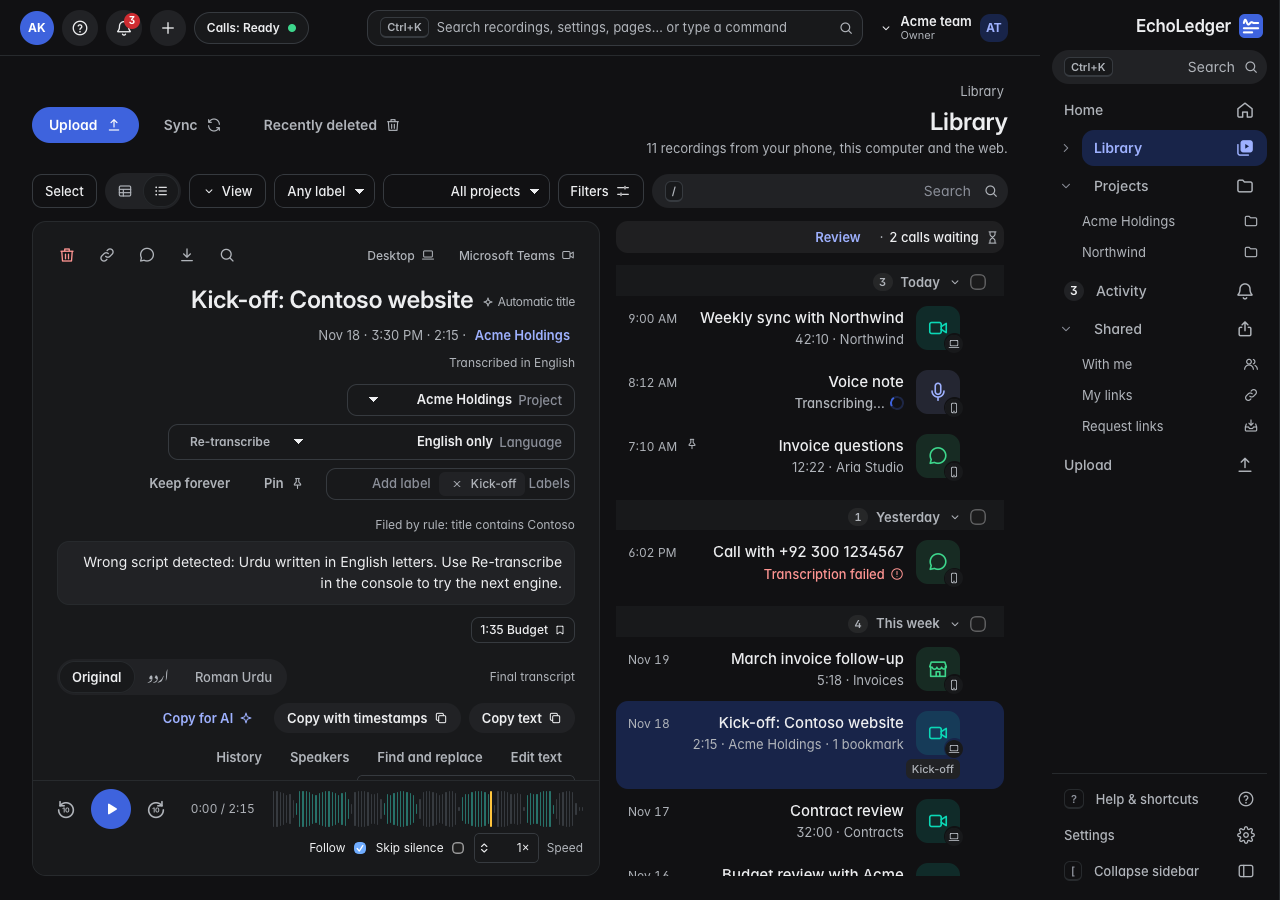 AK
3
Calls: Ready
Ctrl+K
Search recordings, settings, pages... or type a command
Acme team
Owner
AT
EchoLedger
Ctrl+K
Search
Home
Library
Projects
Acme Holdings
Northwind
3
Activity
Shared
With me
My links
Request links
Upload
?
Help & shortcuts
Settings
[
Collapse sidebar
Library
Library
11 recordings from your phone, this computer and the web.
Upload
Sync
Recently deleted
Select
View
Any label
All projects
Filters
/
Search
Review
· 2 calls waiting
3
Today
9:00 AM
Weekly sync with Northwind
42:10 · Northwind
8:12 AM
Voice note
Transcribing...
7:10 AM
Invoice questions
12:22 · Aria Studio
1
Yesterday
6:02 PM
Call with +92 300 1234567
Transcription failed
4
This week
Nov 19
March invoice follow-up
5:18 · Invoices
Nov 18
Kick-off: Contoso website
2:15 · Acme Holdings · 1 bookmark
Kick-off
Nov 17
Contract review
32:00 · Contracts
Nov 16
Budget review with Acme
Desktop
Microsoft Teams
Kick-off: Contoso website
Automatic title
Nov 18 · 3:30 PM · 2:15 ·
Acme Holdings
Transcribed in English
Acme Holdings
Project
Re-transcribe
English only
Language
Keep forever
Pin
Add label
× Kick-off
Labels
Filed by rule: title contains Contoso
Wrong script detected: Urdu written in English letters. Use Re-transcribe
in the console to try the next engine.
1:35 Budget
Original
اردو
Roman Urdu
Final transcript
Copy for AI
Copy with timestamps
Copy text
History
Speakers
Find and replace
Edit text
10
10
0:00 / 2:15
Follow
Skip silence
1×
Speed